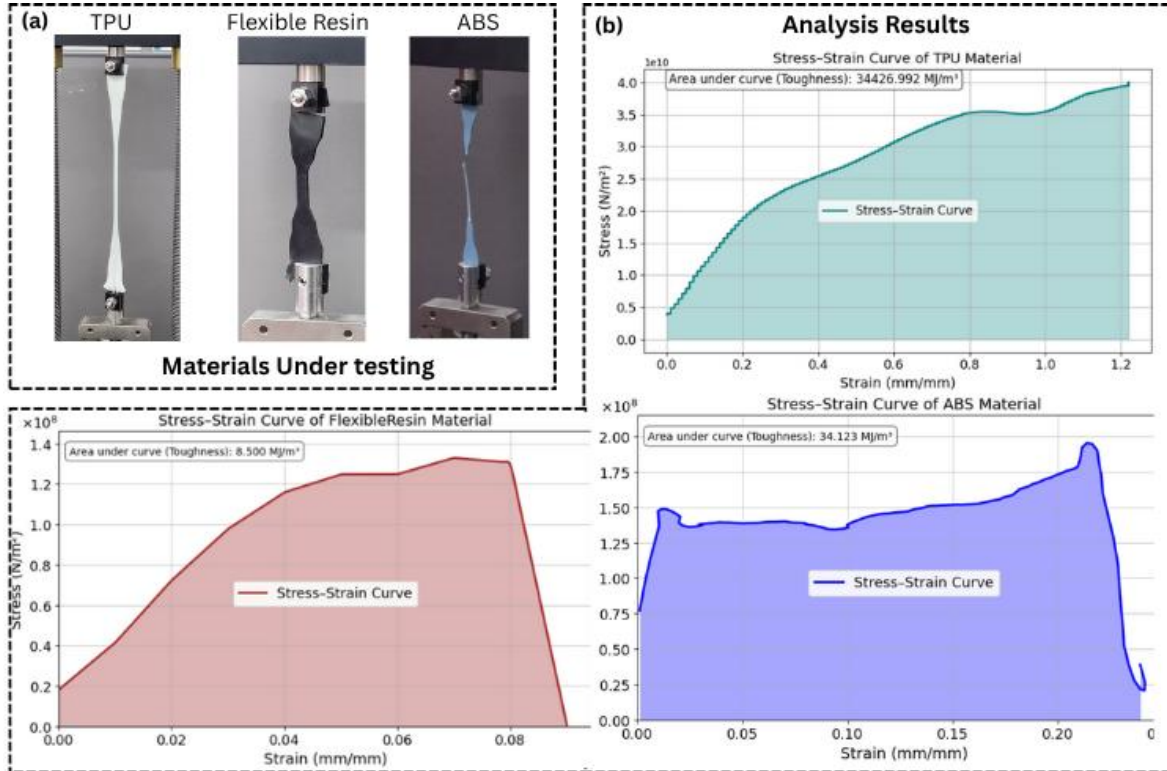 (a)
TPU
Flexible Resin
ABS
Materials Under testing
(b)
Analysis Results
Stress–Strain Curve of TPU Material
1e10
Area under curve (Toughness): 34426.992 MJ/m³
4.0
3.5
3.0
2.5
2.0
1.5
1.0
0.5
0.0
Stress (N/m²)
Stress–Strain Curve
0.0 0.2 0.4 0.6 0.8 1.0 1.2
Strain (mm/mm)
Stress–Strain Curve of FlexibleResin Material
×10⁸
Area under curve (Toughness): 8.500 MJ/m³
1.4
1.2
1.0
0.8
0.6
0.4
0.2
0.0
Stress (N/m²)
Stress–Strain Curve
0.00 0.02 0.04 0.06 0.08
Strain (mm/mm)
Stress–Strain Curve of ABS Material
×10⁸
Area under curve (Toughness): 34.123 MJ/m³
2.00
1.75
1.50
1.25
1.00
0.75
0.50
0.25
0.00
Stress–Strain Curve
0.00 0.05 0.10 0.15 0.20
Strain (mm/mm)